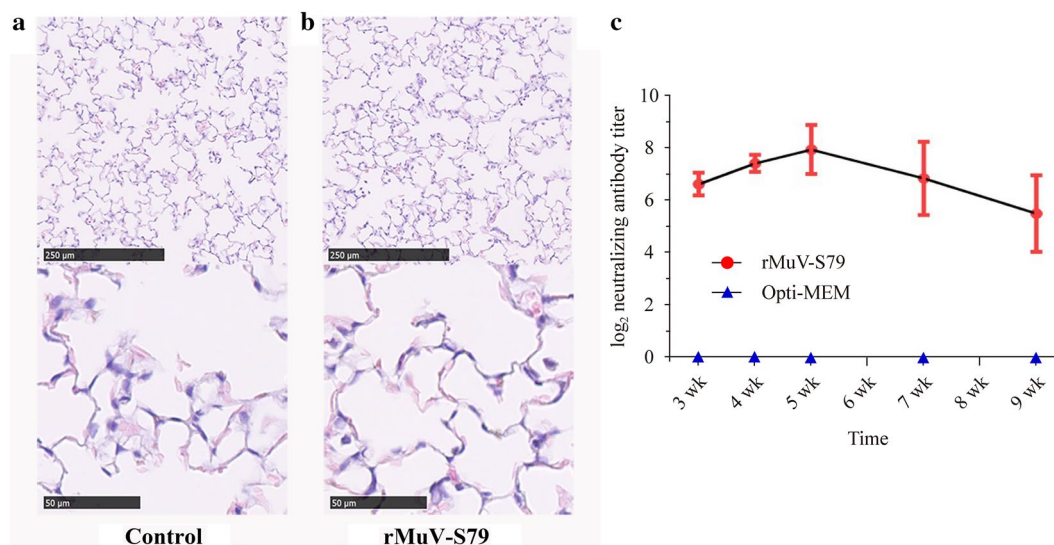 a
b
c
250 µm
250 µm
50 µm
50 µm
Control
rMuV-S79
log₂ neutralizing antibody titer
10
8
6
4
2
0
rMuV-S79
Opti-MEM
3 wk
4 wk
5 wk
6 wk
7 wk
8 wk
9 wk
Time